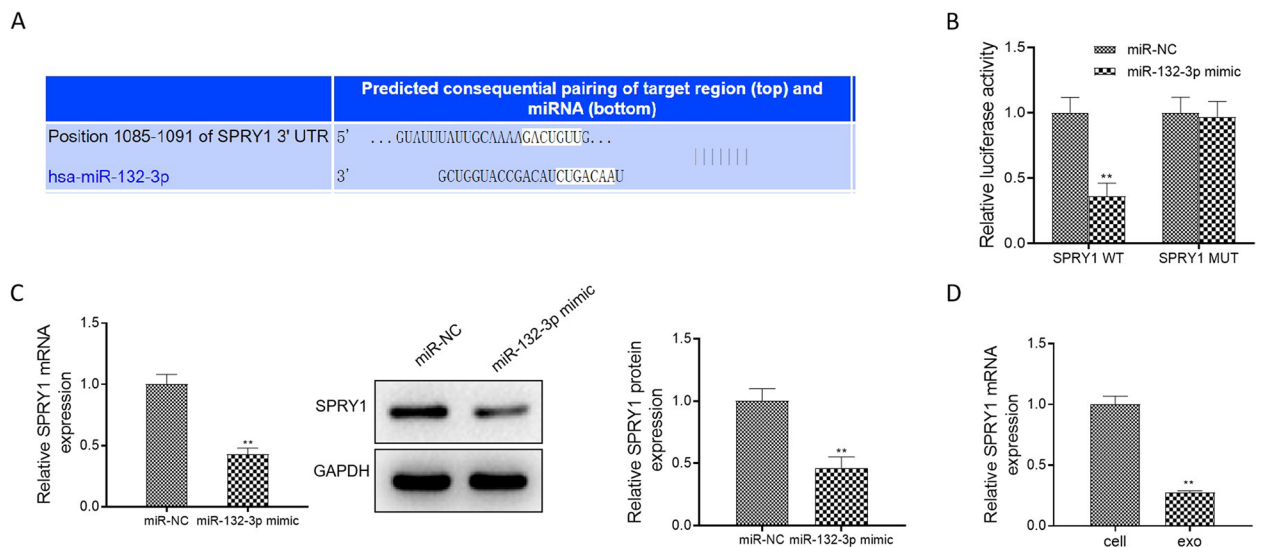 A
Predicted consequential pairing of target region (top) and
miRNA (bottom)
Position 1085-1091 of SPRY1 3' UTR 5' ...GUAUUUAUUGCAAAAGACUGUUG...
|||||||
hsa-miR-132-3p 3' GCUGGUACCGACAUCUGACAAU
B
Relative luciferase activity
1.5
1.0
0.5
0.0
miR-NC
miR-132-3p mimic
**
SPRY1 WT SPRY1 MUT
C
Relative SPRY1 mRNA
expression
1.5
1.0
0.5
0.0
**
miR-NC miR-132-3p mimic
miR-NC miR-132-3p mimic
SPRY1
GAPDH
Relative SPRY1 protein
expression
1.5
1.0
0.5
0.0
**
miR-NC miR-132-3p mimic
D
Relative SPRY1 mRNA
expression
1.5
1.0
0.5
0.0
**
cell exo